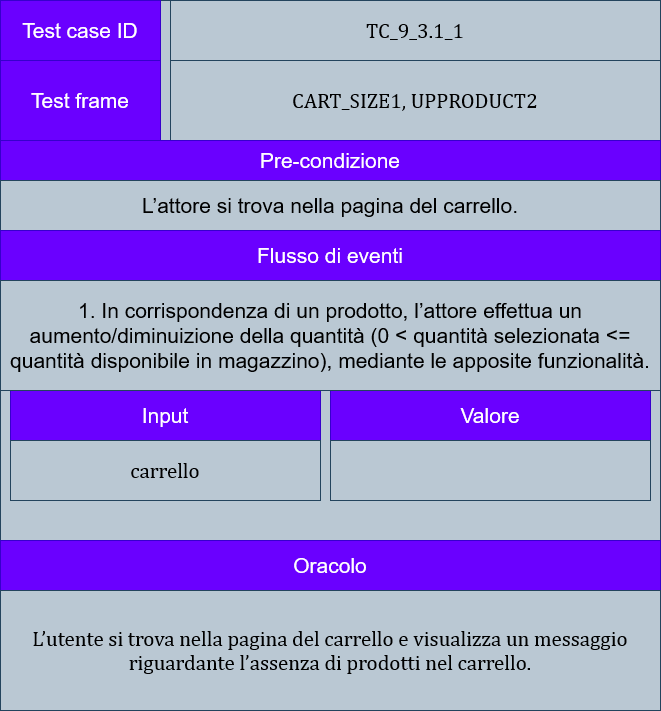 Test case ID
TC_9_3.1_1
Test frame
CART_SIZE1, UPPRODUCT2
Pre-condizione
L’attore si trova nella pagina del carrello.
Flusso di eventi
1. In corrispondenza di un prodotto, l’attore effettua un
aumento/diminuizione della quantità (0 < quantità selezionata <=
quantità disponibile in magazzino), mediante le apposite funzionalità.
Input
Valore
carrello
Oracolo
L’utente si trova nella pagina del carrello e visualizza un messaggio
riguardante l’assenza di prodotti nel carrello.